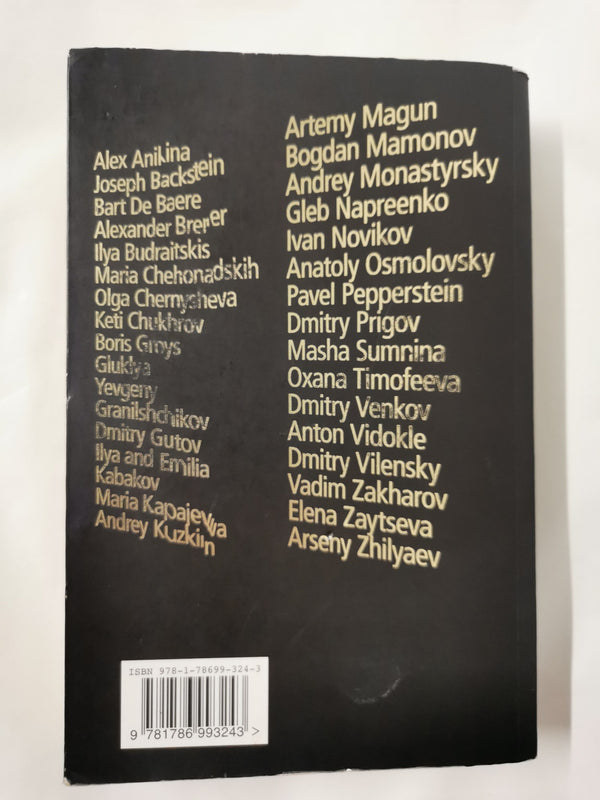 Alex Anikina
Joseph Backstein
Bart De Baere
Alexander Brener
Ilya Budraitskis
Maria Chehonadskih
Olga Chernysheva
Keti Chukhrov
Boris Groys
Gluklya
Yevgeny
Granilshchikov
Dmitry Gutov
Ilya and Emilia
Kabakov
Maria Kapajeva
Andrey Kuzkin
Artemy Magun
Bogdan Mamonov
Andrey Monastyrsky
Gleb Napreenko
Ivan Novikov
Anatoly Osmolovsky
Pavel Pepperstein
Dmitry Prigov
Masha Sumnina
Oxana Timofeeva
Dmitry Venkov
Anton Vidokle
Dmitry Vilensky
Vadim Zakharov
Elena Zaytseva
Arseny Zhilyaev
ISBN 978-1-78699-324-3
9 781786 993243 >